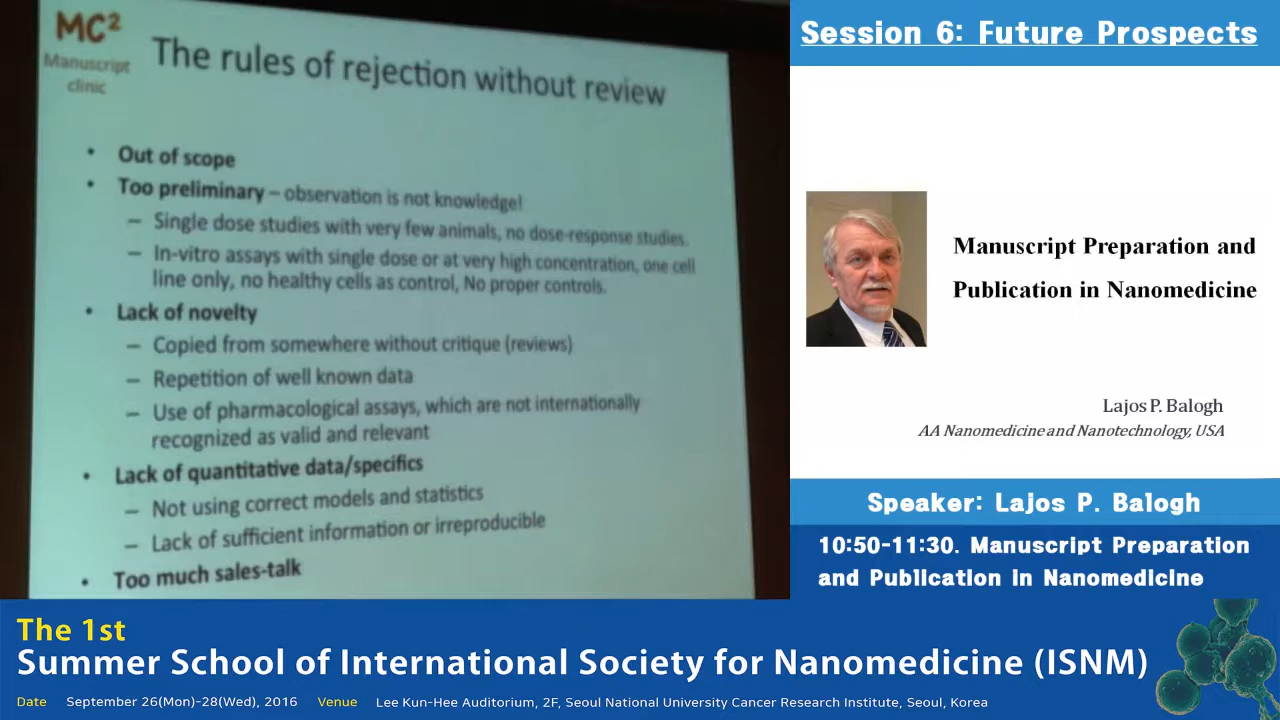 MC²
Manuscript
clinic
The rules of rejection without review
• Out of scope
• Too preliminary – observation is not knowledge!
– Single dose studies with very few animals, no dose-response studies.
– In-vitro assays with single dose or at very high concentration, one cell
line only, no healthy cells as control, No proper controls.
• Lack of novelty
– Copied from somewhere without critique (reviews)
– Repetition of well known data
– Use of pharmacological assays, which are not internationally
recognized as valid and relevant
• Lack of quantitative data/specifics
– Not using correct models and statistics
– Lack of sufficient information or irreproducible
• Too much sales-talk
Session 6: Future Prospects
Manuscript Preparation and
Publication in Nanomedicine
Lajos P. Balogh
AA Nanomedicine and Nanotechnology, USA
Speaker: Lajos P. Balogh
10:50-11:30. Manuscript Preparation
and Publication in Nanomedicine
The 1st
Summer School of International Society for Nanomedicine (ISNM)
Date September 26(Mon)-28(Wed), 2016 Venue Lee Kun-Hee Auditorium, 2F, Seoul National University Cancer Research Institute, Seoul, Korea